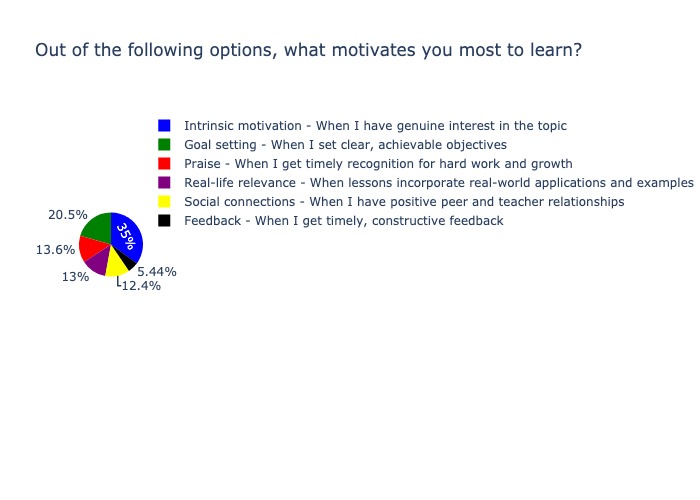 Out of the following options, what motivates you most to learn?
Intrinsic motivation - When I have genuine interest in the topic
Goal setting - When I set clear, achievable objectives
Praise - When I get timely recognition for hard work and growth
Real-life relevance - When lessons incorporate real-world applications and examples
Social connections - When I have positive peer and teacher relationships
Feedback - When I get timely, constructive feedback
20.5%
35%
13.6%
13%
5.44%
12.4%